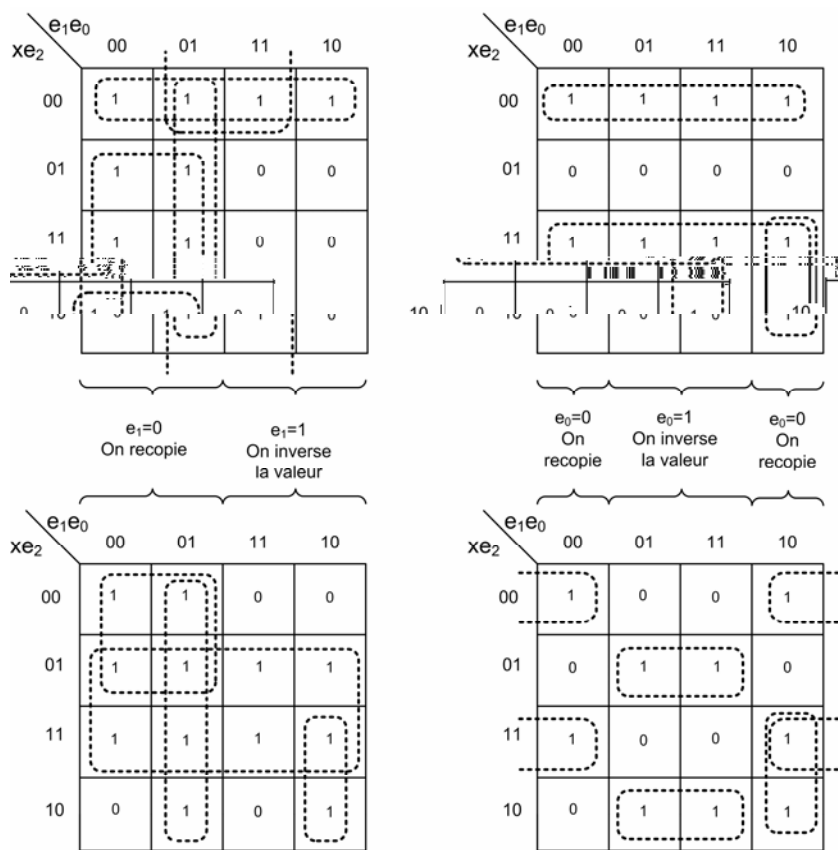 e₁e₀
xe₂ 00 01 11 10
00 1 1 1 1
01 1 1 0 0
11 1 1 0 0
e₁e₀
xe₂ 00 01 11 10
00 1 1 1 1
01 0 0 0 0
11 1 1 1 1
e₁=0
On recopie
e₁=1
On inverse
la valeur
e₀=0
On
recopie
e₀=1
On inverse
la valeur
e₀=0
On
recopie
e₁e₀
xe₂ 00 01 11 10
00 1 1 0 0
01 1 1 1 1
11 1 1 1 1
10 0 1 0 1
e₁e₀
xe₂ 00 01 11 10
00 1 0 0 1
01 0 1 1 0
11 1 0 0 1
10 0 1 1 1